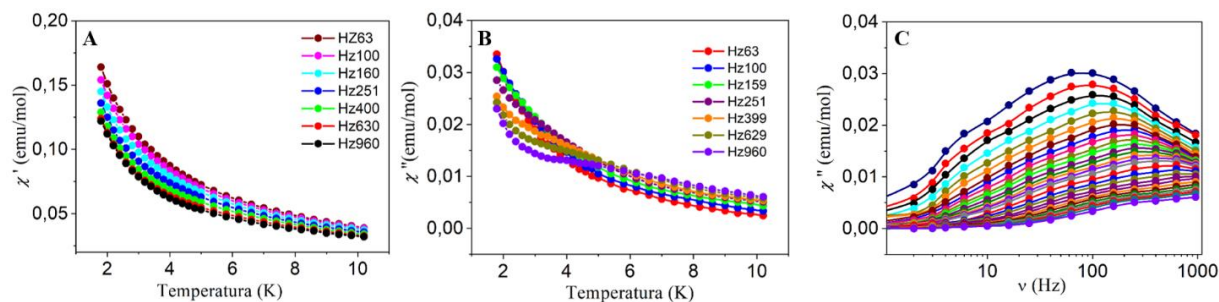 A
0,20
0,15
0,10
0,05
χ ' (emu/mol)
2 4 6 8 10
Temperatura (K)
HZ63
Hz100
Hz160
Hz251
Hz400
Hz630
Hz960
B
0,04
0,03
0,02
0,01
0,00
χ "(emu/mol)
2 4 6 8 10
Temperatura (K)
Hz63
Hz100
Hz159
Hz251
Hz399
Hz629
Hz960
C
0,04
0,03
0,02
0,01
0,00
χ " (emu/mol)
10 100 1000
ν (Hz)